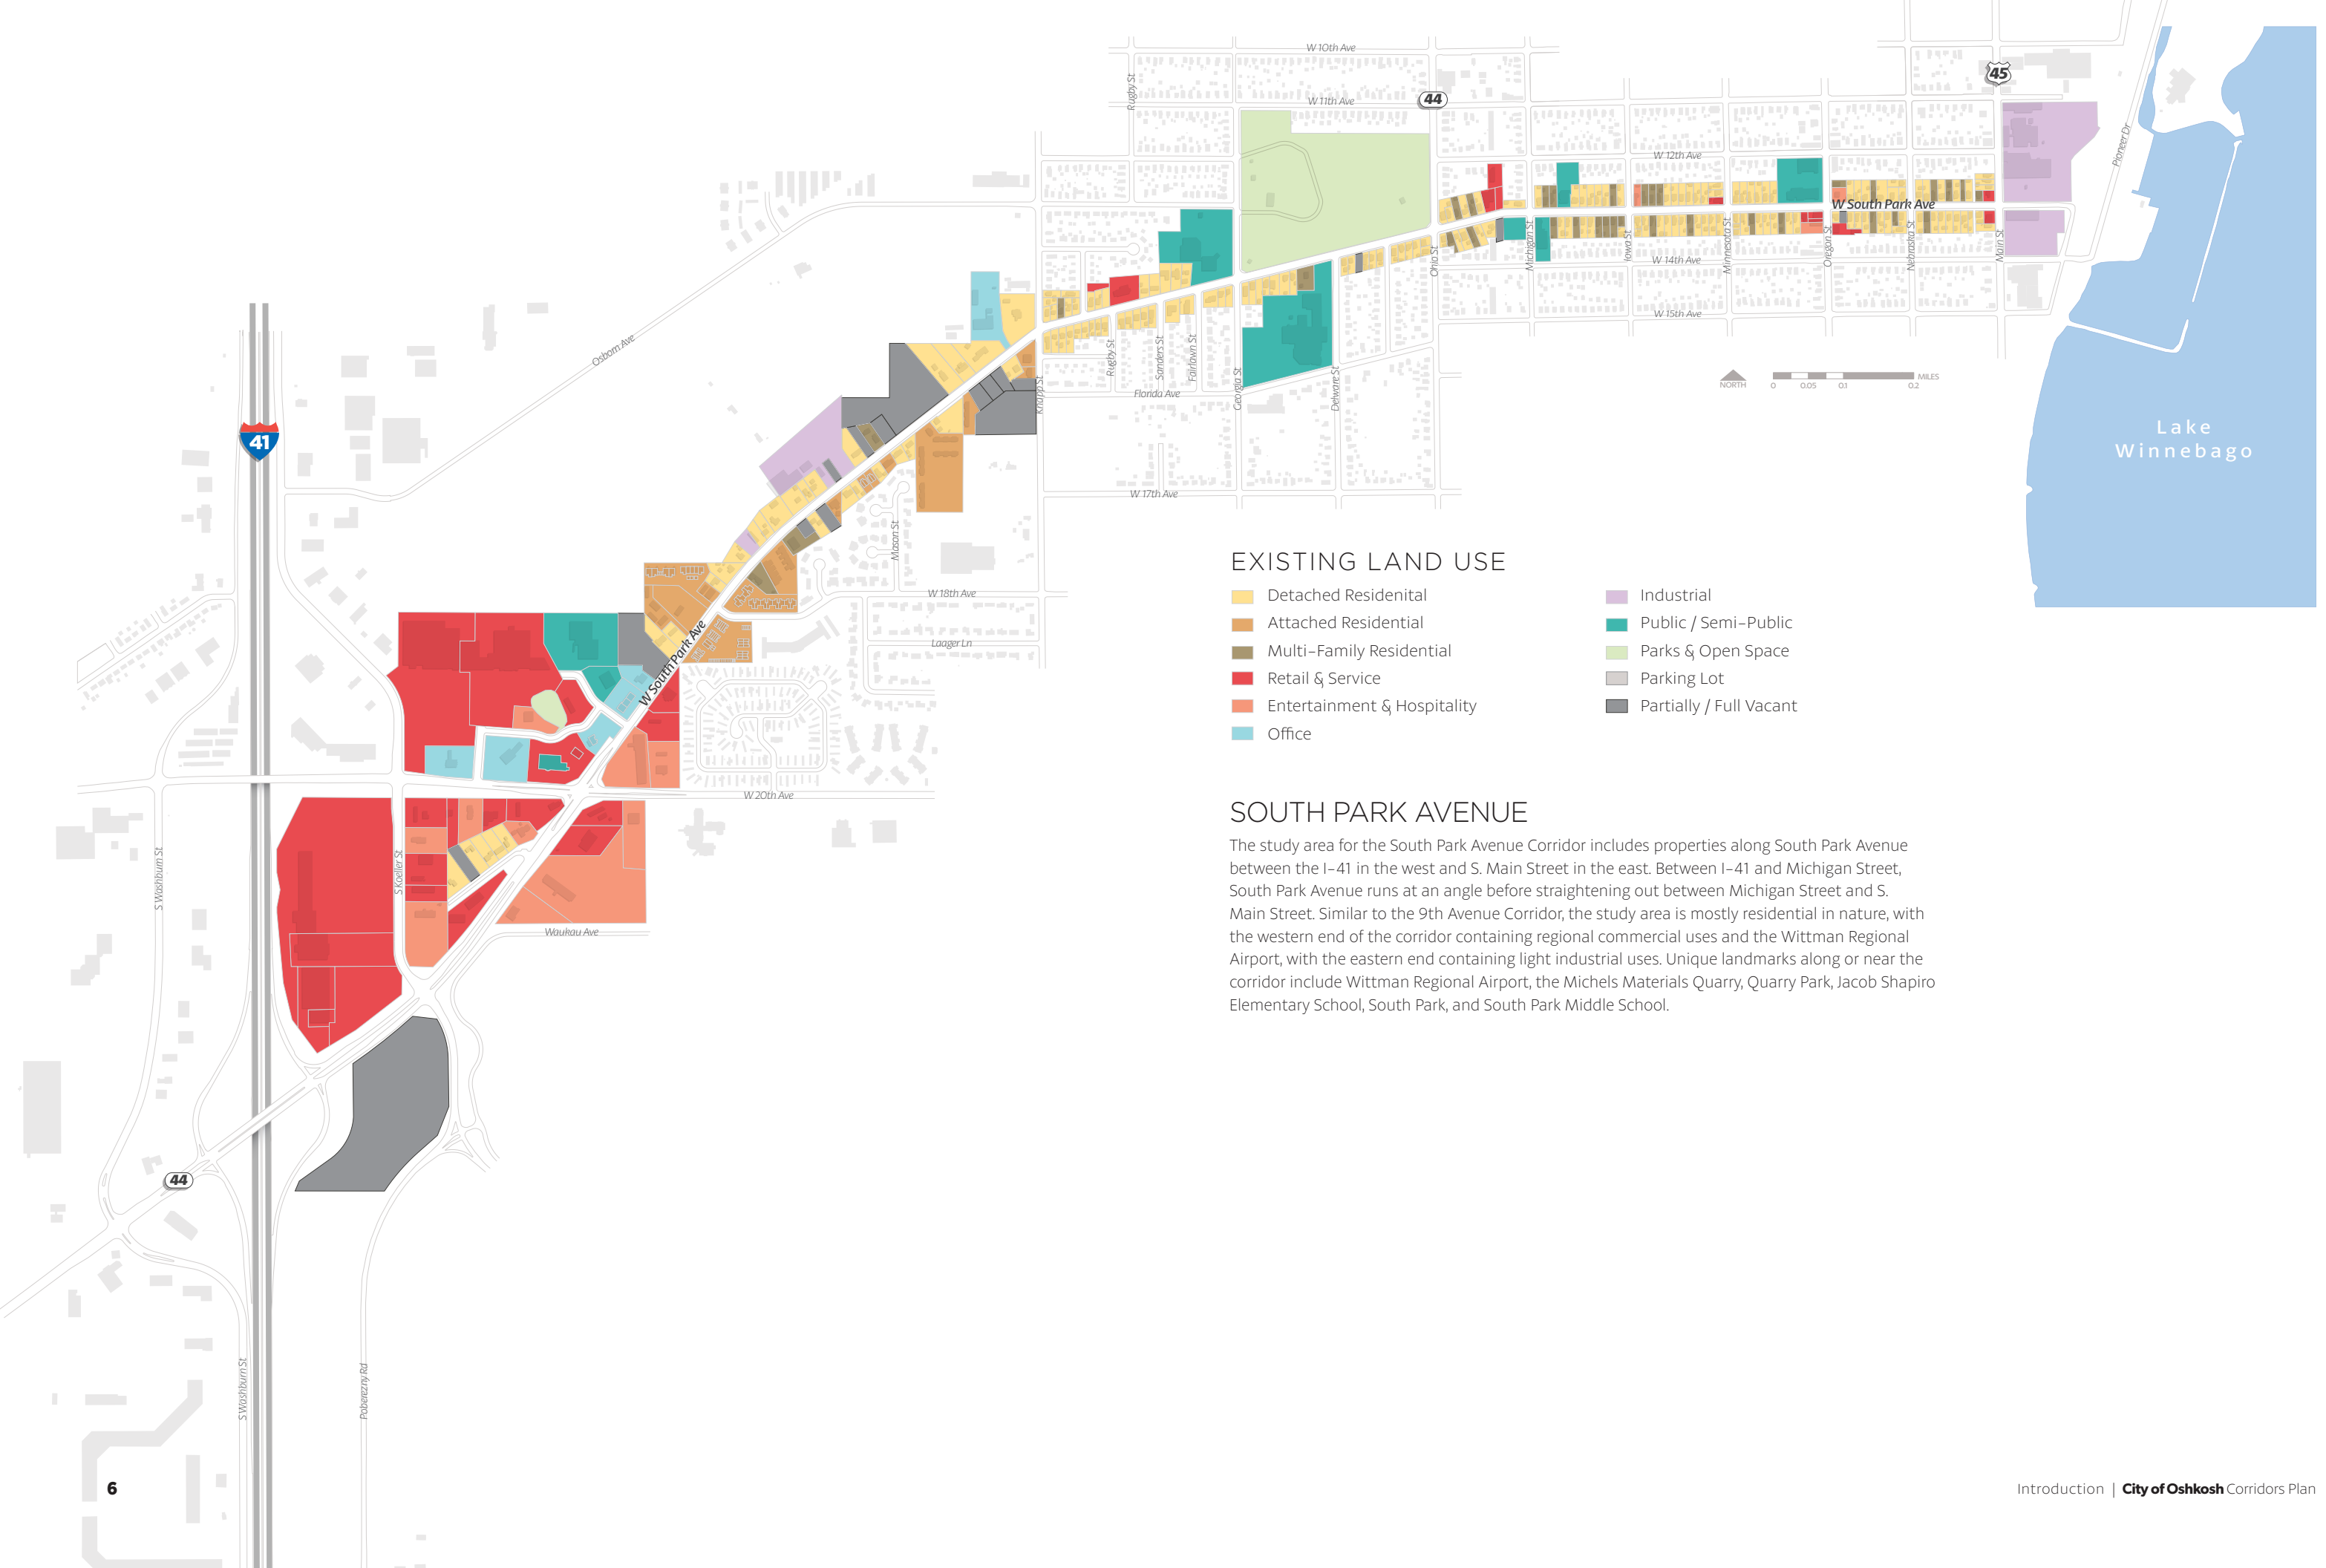 W 10th Ave
45
Rugby St
W 11th Ave
44
Pioneer Dr
W 12th Ave
W South Park Ave
Ohio St
Michigan St
Iowa St
Minnesota St
Oregon St
Nebraska St
Main St
W 14th Ave
W 15th Ave
Osborn Ave
Rugby St
Sanders St
Fairlawn St
Georgia St
Delware St
Knapp St
Florida Ave
NORTH
0
0.05
0.1
0.2
MILES
Lake
Winnebago
41
W 17th Ave
Mason St
W 18th Ave
Laager Ln
W South Park Ave
W 20th Ave
S Washburn St
S Koeller St
Waukau Ave
44
S Washburn St
Poberezny Rd
EXISTING LAND USE
Detached Residenital
Attached Residential
Multi-Family Residential
Retail & Service
Entertainment & Hospitality
Office
Industrial
Public / Semi-Public
Parks & Open Space
Parking Lot
Partially / Full Vacant
SOUTH PARK AVENUE
The study area for the South Park Avenue Corridor includes properties along South Park Avenue
between the I-41 in the west and S. Main Street in the east. Between I-41 and Michigan Street,
South Park Avenue runs at an angle before straightening out between Michigan Street and S.
Main Street. Similar to the 9th Avenue Corridor, the study area is mostly residential in nature, with
the western end of the corridor containing regional commercial uses and the Wittman Regional
Airport, with the eastern end containing light industrial uses. Unique landmarks along or near the
corridor include Wittman Regional Airport, the Michels Materials Quarry, Quarry Park, Jacob Shapiro
Elementary School, South Park, and South Park Middle School.
6
Introduction | City of Oshkosh Corridors Plan